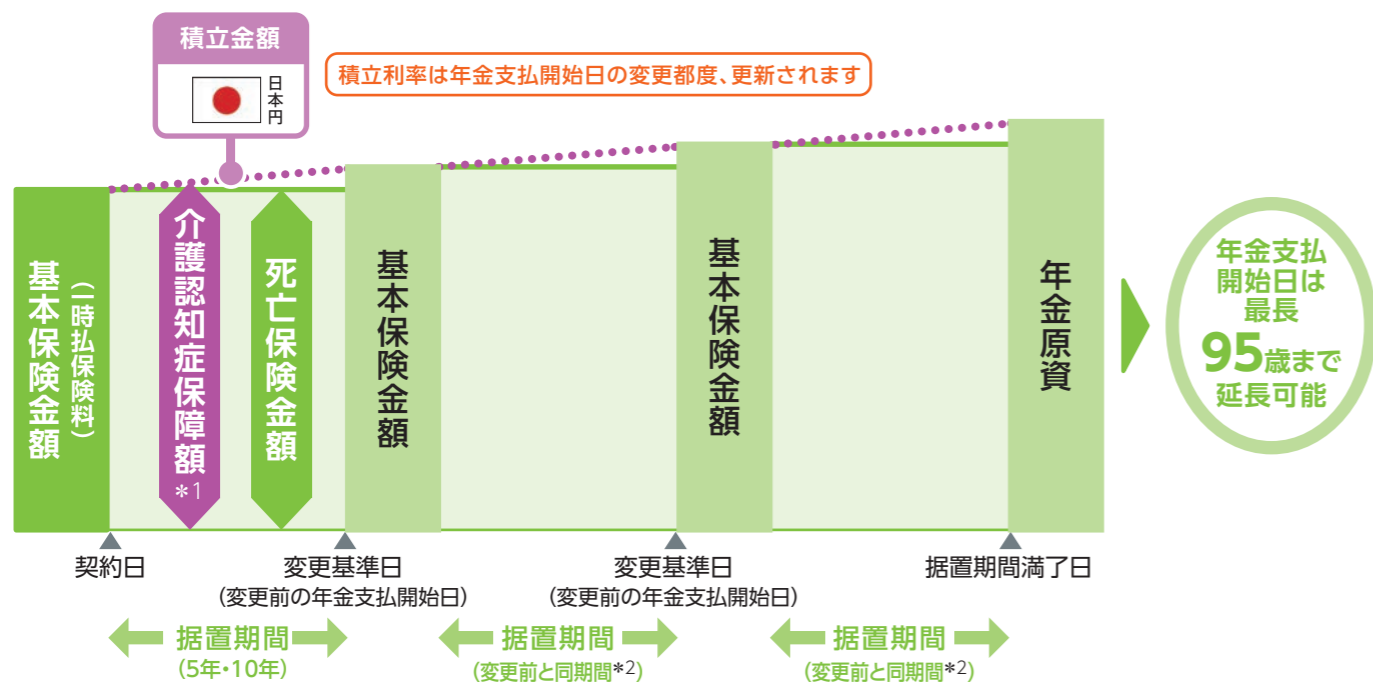 積立金額
日本円
積立利率は年金支払開始日の変更都度、更新されます
基本保険金額
(一時払保険料)
介護認知症保障額
*1
死亡保険金額
基本保険金額
基本保険金額
年金原資
年金支払
開始日は
最長
95歳まで
延長可能
契約日
変更基準日
(変更前の年金支払開始日)
変更基準日
(変更前の年金支払開始日)
据置期間満了日
据置期間
(5年・10年)
据置期間
(変更前と同期間*2)
据置期間
(変更前と同期間*2)